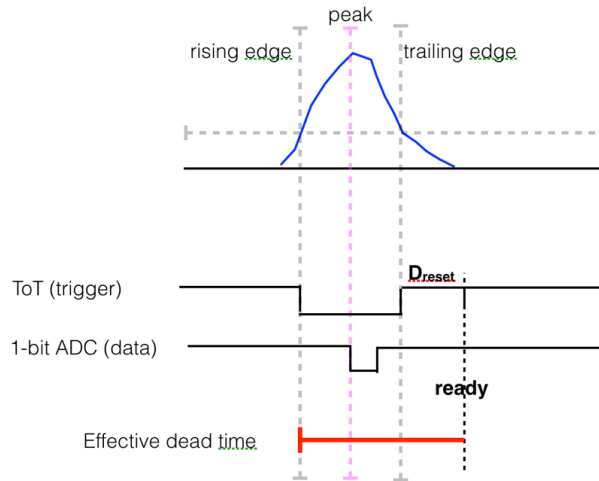 peak
rising edge
trailing edge
Dreset
ToT (trigger)
1-bit ADC (data)
ready
Effective dead time